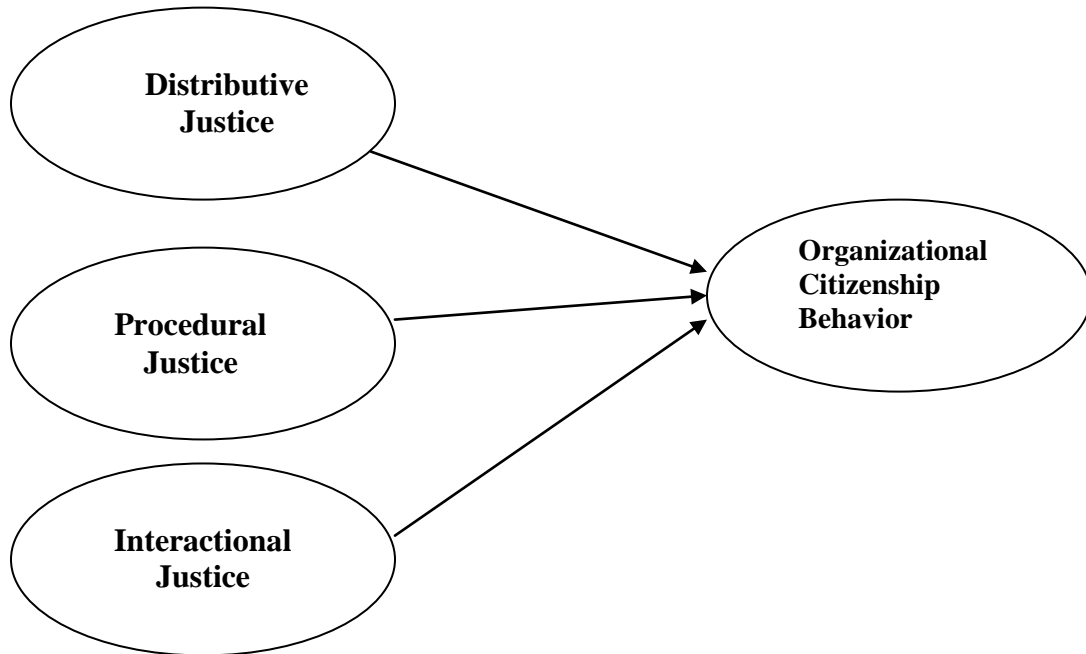 Distributive
Justice
Procedural
Justice
Interactional
Justice
Organizational
Citizenship
Behavior